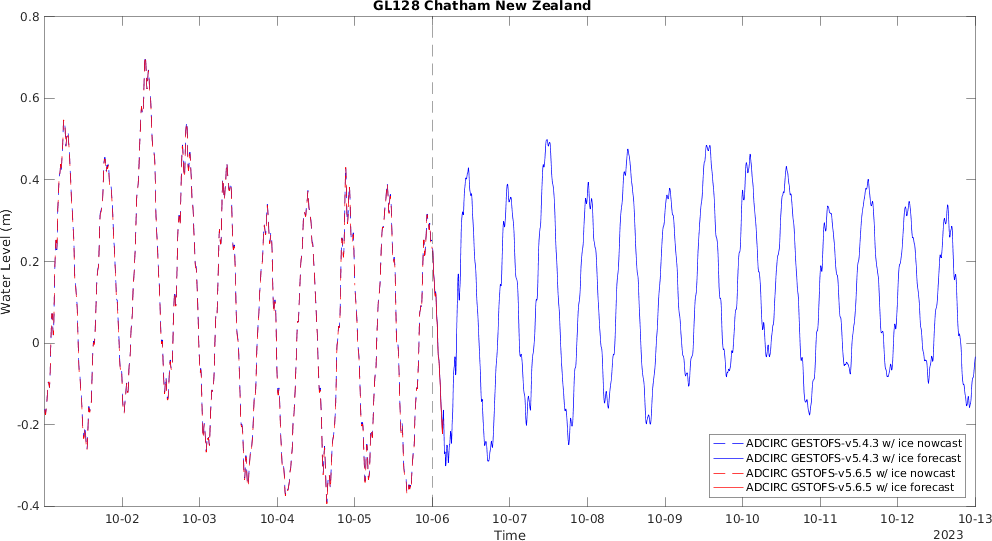 GL128 Chatham New Zealand
Water Level (m)
0.8
0.6
0.4
0.2
0
-0.2
-0.4
ADCIRC GESTOFS-v5.4.3 w/ ice nowcast
ADCIRC GESTOFS-v5.4.3 w/ ice forecast
ADCIRC GSTOFS-v5.6.5 w/ ice nowcast
ADCIRC GSTOFS-v5.6.5 w/ ice forecast
10-02 10-03 10-04 10-05 10-06 10-07 10-08 10-09 10-10 10-11 10-12 10-13
Time
2023